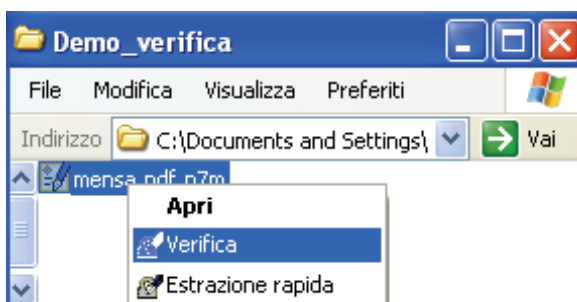 Demo_verifica
File Modifica Visualizza Preferiti
Indirizzo C:\Documents and Settings\ Vai
mensa.pdf.p7m
Apri
Verifica
Estrazione rapida